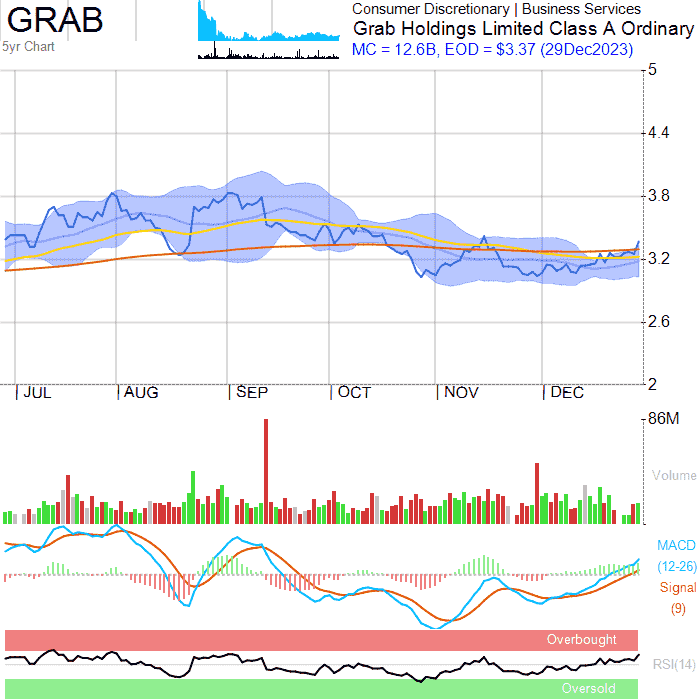 GRAB
5yr Chart
Consumer Discretionary | Business Services
Grab Holdings Limited Class A Ordinary
MC = 12.6B, EOD = $3.37 (29Dec2023)
5
4.4
3.8
3.2
2.6
2
JUL AUG SEP OCT NOV DEC
86M
Volume
MACD
(12-26)
Signal
(9)
Overbought
RSI(14)
Oversold